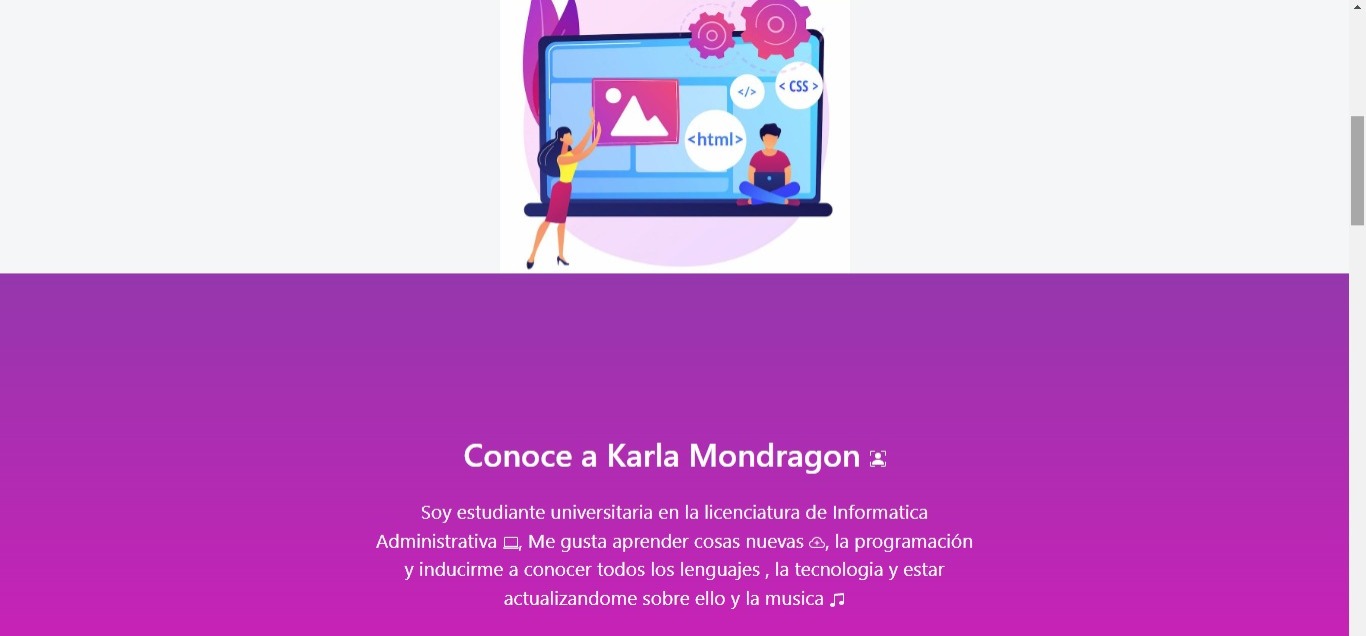 </>
< CSS >
<html>
Conoce a Karla Mondragon
Soy estudiante universitaria en la licenciatura de Informatica
Administrativa , Me gusta aprender cosas nuevas , la programación
y inducirme a conocer todos los lenguajes , la tecnologia y estar
actualizandome sobre ello y la musica